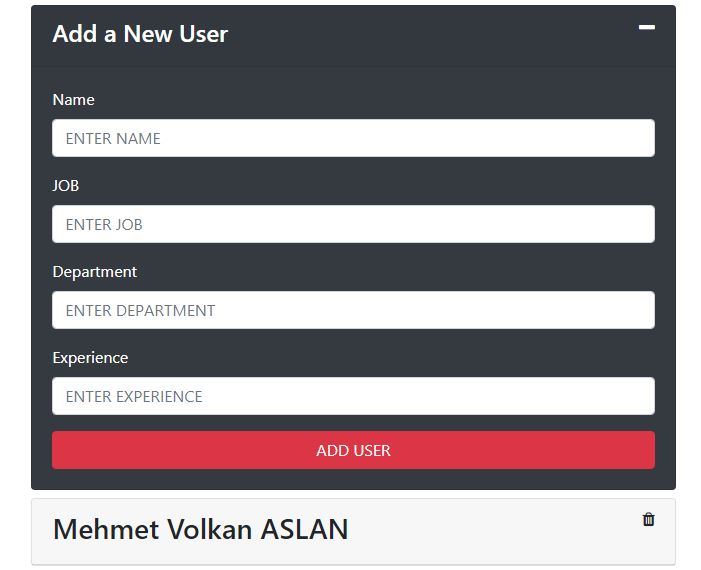 Add a New User
Name
ENTER NAME
JOB
ENTER JOB
Department
ENTER DEPARTMENT
Experience
ENTER EXPERIENCE
ADD USER
Mehmet Volkan ASLAN